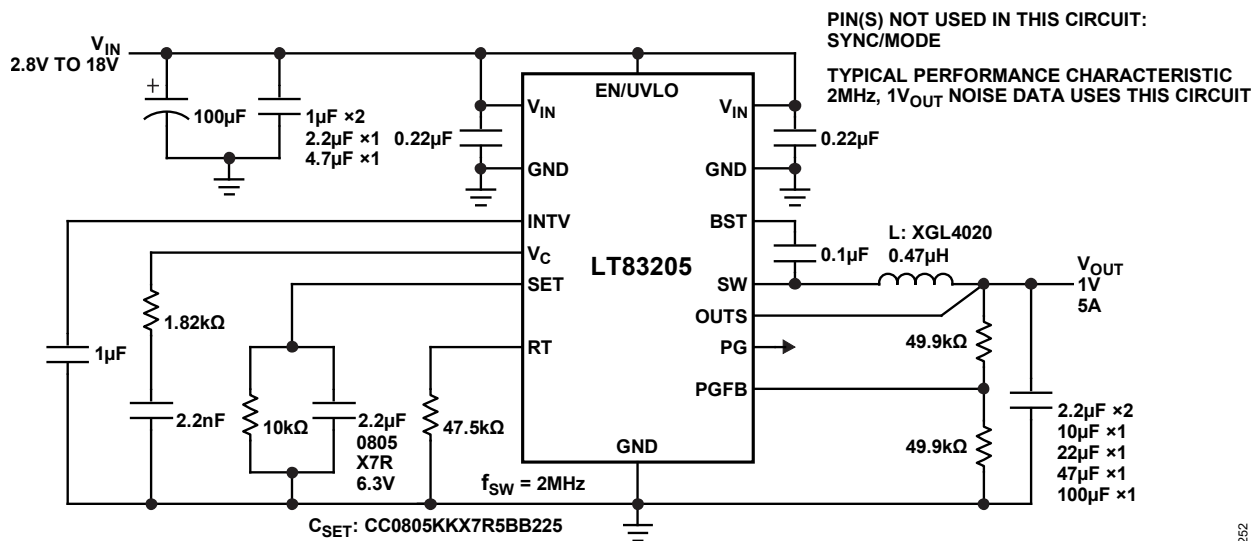 PIN(S) NOT USED IN THIS CIRCUIT:
SYNC/MODE
TYPICAL PERFORMANCE CHARACTERISTIC
2MHz, 1VOUT NOISE DATA USES THIS CIRCUIT
VIN
2.8V TO 18V
+
100µF
1µF ×2
2.2µF ×1
4.7µF ×1
0.22µF
EN/UVLO
VIN
GND
VIN
GND
0.22µF
INTV
VC
SET
RT
LT83205
BST
SW
OUTS
PG
PGFB
GND
0.1µF
L: XGL4020
0.47µH
VOUT
1V
5A
49.9kΩ
49.9kΩ
2.2µF ×2
10µF ×1
22µF ×1
47µF ×1
100µF ×1
1µF
1.82kΩ
2.2nF
10kΩ
2.2µF
0805
X7R
6.3V
47.5kΩ
fSW = 2MHz
CSET: CC0805KKX7R5BB225
252